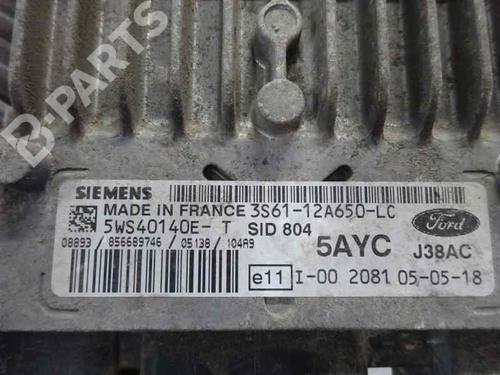 SIEMENS
MADE IN FRANCE 3S61-12A650-LC
5WS40140E- T SID 804
08893 / 856689746 / 05138 / 104A9
5AYC J38AC
Ford
e11 I-00 2081 05-05-18
B-PARTS